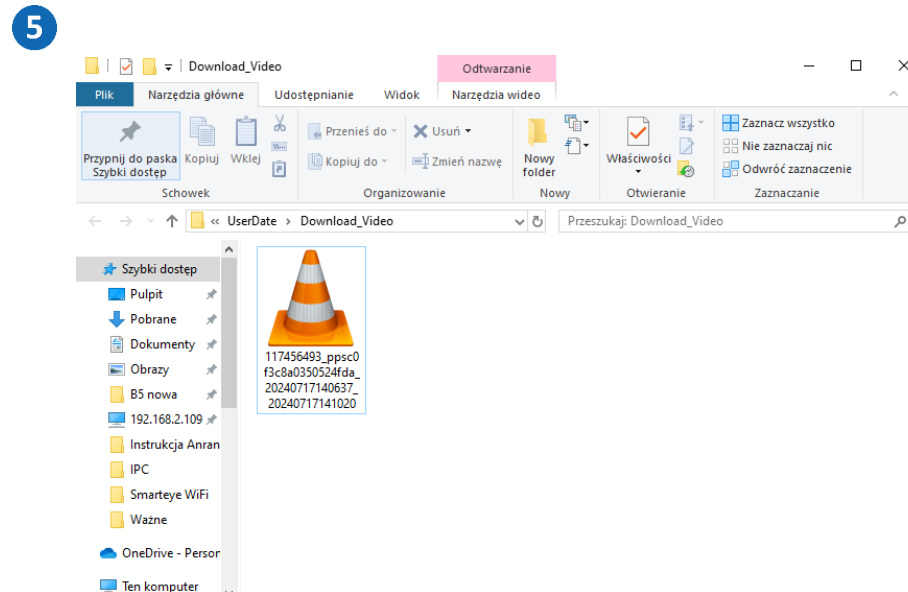 5
Download_Video
Odtwarzanie
Plik Narzędzia główne Udostępnianie Widok Narzędzia wideo
Przypnij do paska Szybki dostęp
Kopiuj
Wklej
Schowek
Przenieś do
Kopiuj do
Usuń
Zmień nazwę
Organizowanie
Nowy folder
Nowy
Właściwości
Otwieranie
Zaznacz wszystko
Nie zaznaczaj nic
Odwróć zaznaczenie
Zaznaczanie
« UserDate > Download_Video
Przeszukaj: Download_Video
Szybki dostęp
Pulpit
Pobrane
Dokumenty
Obrazy
B5 nowa
192.168.2.109
Instrukcja Anran
IPC
Smarteye WiFi
Ważne
OneDrive - Person
Ten komputer
117456493_ppsc0
f3c8a0350524fda_
20240717140637_
20240717141020